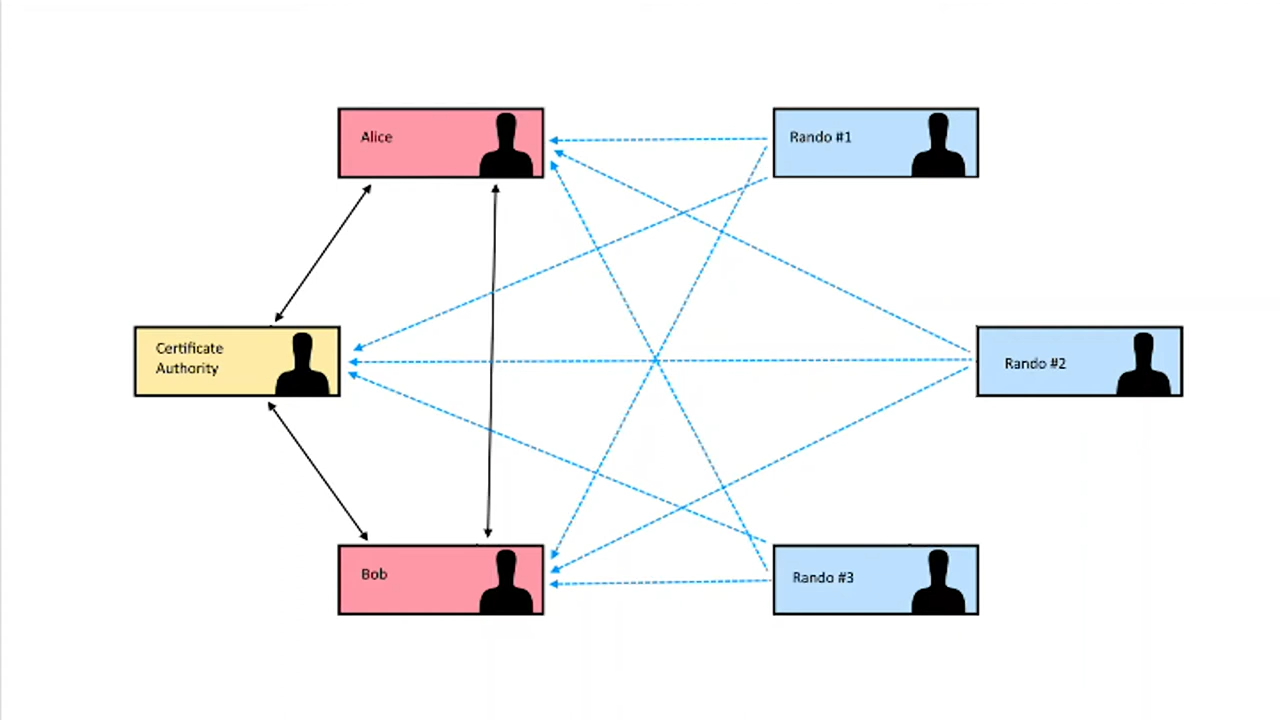 Alice
Rando #1
Certificate
Authority
Rando #2
Bob
Rando #3